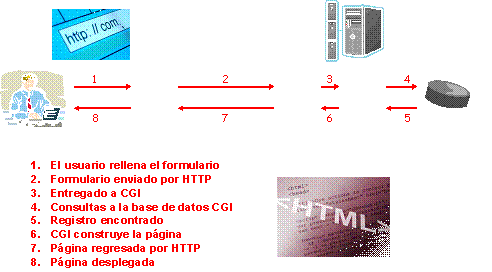 http://com
1 2 3 4
8 7 6 5
1. El usuario rellena el formulario
2. Formulario enviado por HTTP
3. Entregado a CGI
4. Consultas a la base de datos CGI
5. Registro encontrado
6. CGI construye la página
7. Página regresada por HTTP
8. Página desplegada
<HTML>